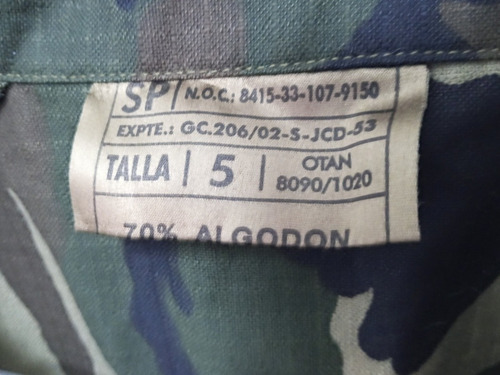 SP N.O.C.: 8415-33-107-9150
EXPTE.: GC.206/02-S-JCD-53
TALLA 5 OTAN
8090/1020
70% ALGODON